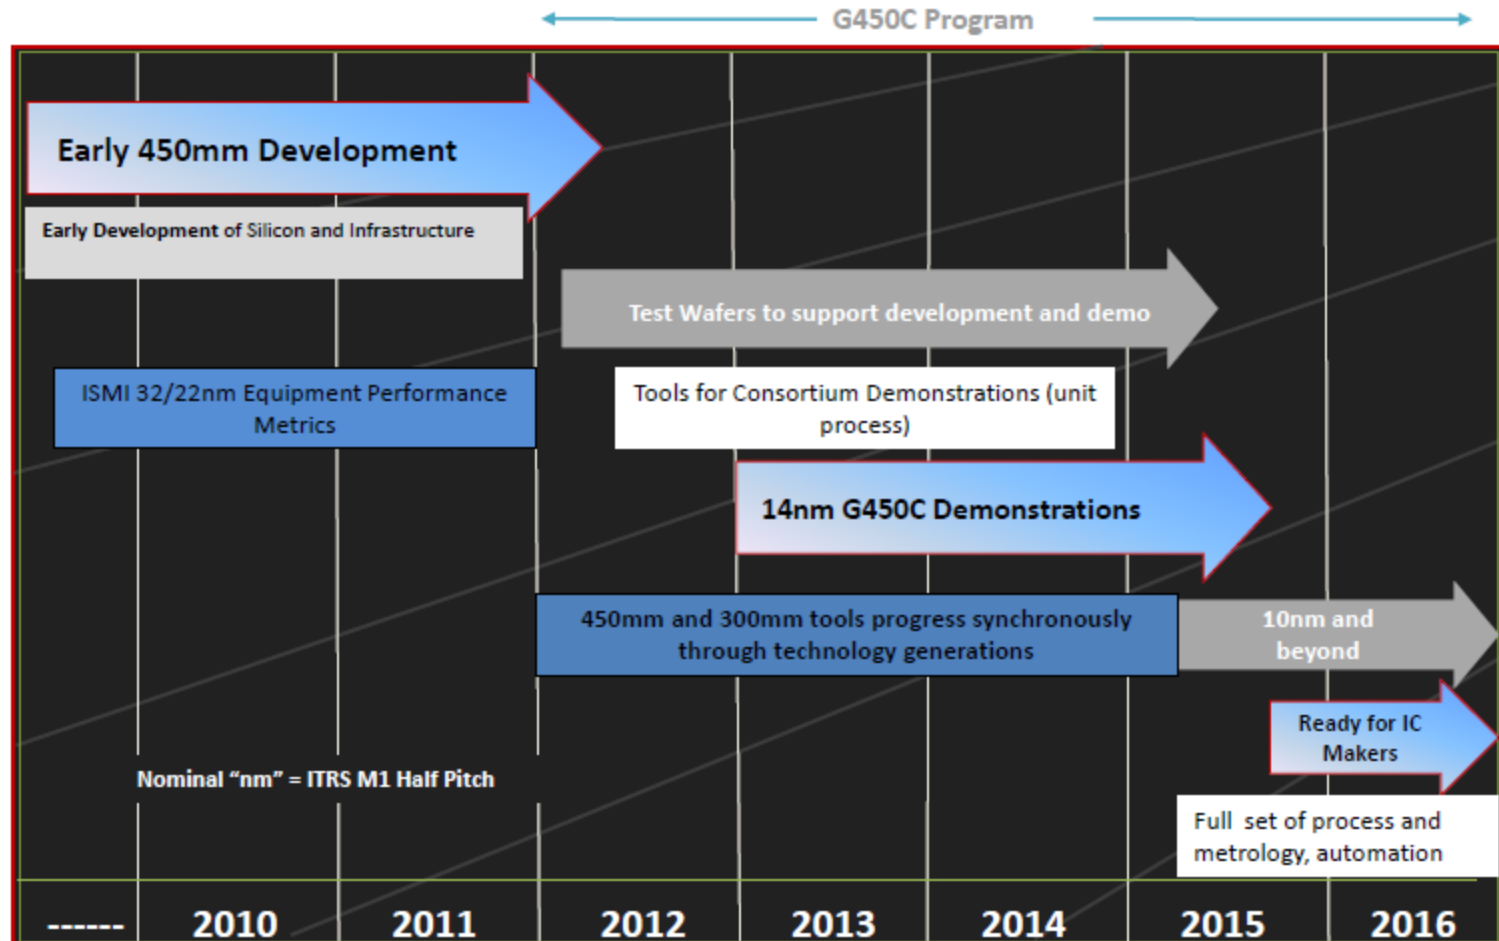 G450C Program
Early 450mm Development
Early Development of Silicon and Infrastructure
Test Wafers to support development and demo
ISMI 32/22nm Equipment Performance
Metrics
Tools for Consortium Demonstrations (unit
process)
14nm G450C Demonstrations
450mm and 300mm tools progress synchronously
through technology generations
10nm and
beyond
Ready for IC
Makers
Nominal “nm” = ITRS M1 Half Pitch
Full set of process and
metrology, automation
------ 2010 2011 2012 2013 2014 2015 2016